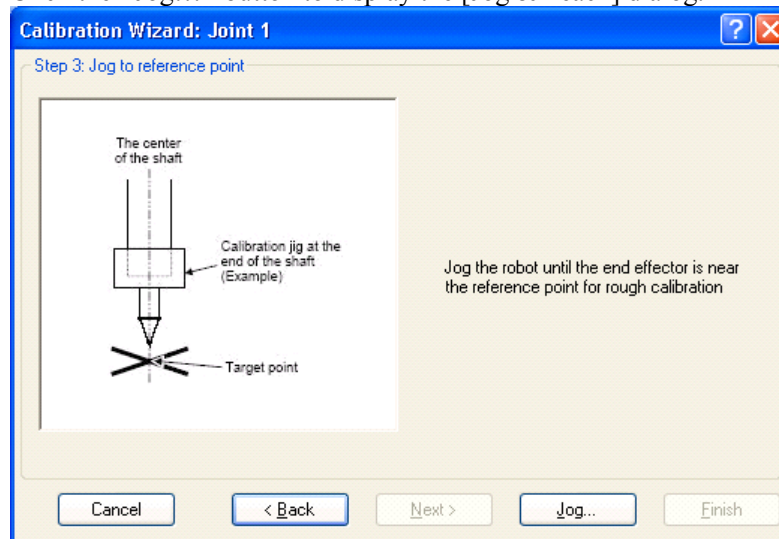 Calibration Wizard: Joint 1
Step 3: Jog to reference point
The center
of the shaft
Calibration jig at the
end of the shaft
(Example)
Target point
Jog the robot until the end effector is near
the reference point for rough calibration
Cancel
< Back
Next >
Jog...
Finish